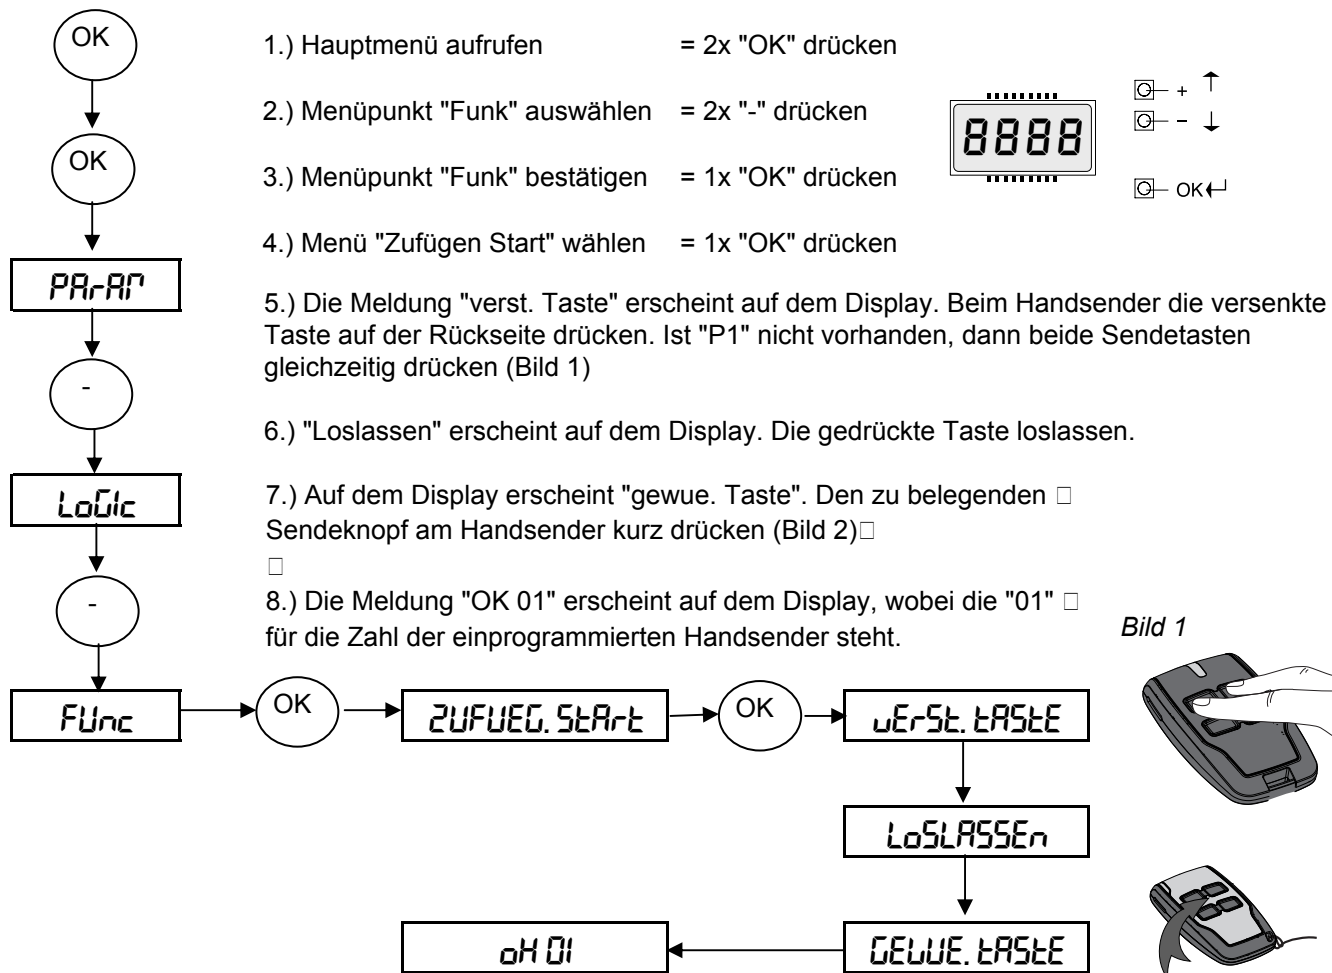 OK
1.) Hauptmenü aufrufen = 2x "OK" drücken
2.) Menüpunkt "Funk" auswählen = 2x "-" drücken
8888
+
-
OK
OK
3.) Menüpunkt "Funk" bestätigen = 1x "OK" drücken
4.) Menü "Zufügen Start" wählen = 1x "OK" drücken
PArAM
5.) Die Meldung "verst. Taste" erscheint auf dem Display. Beim Handsender die versenkte
Taste auf der Rückseite drücken. Ist "P1" nicht vorhanden, dann beide Sendetasten
gleichzeitig drücken (Bild 1)
-
6.) "Loslassen" erscheint auf dem Display. Die gedrückte Taste loslassen.
LoGIc
7.) Auf dem Display erscheint "gewue. Taste". Den zu belegenden
Sendeknopf am Handsender kurz drücken (Bild 2)
-
8.) Die Meldung "OK 01" erscheint auf dem Display, wobei die "01"
für die Zahl der einprogrammierten Handsender steht.
Bild 1
FUnc
OK
ZUFUEG. StArt
OK
vErSt. tAStE
LoSLASSEn
oH 01
GEWUE. tAStE